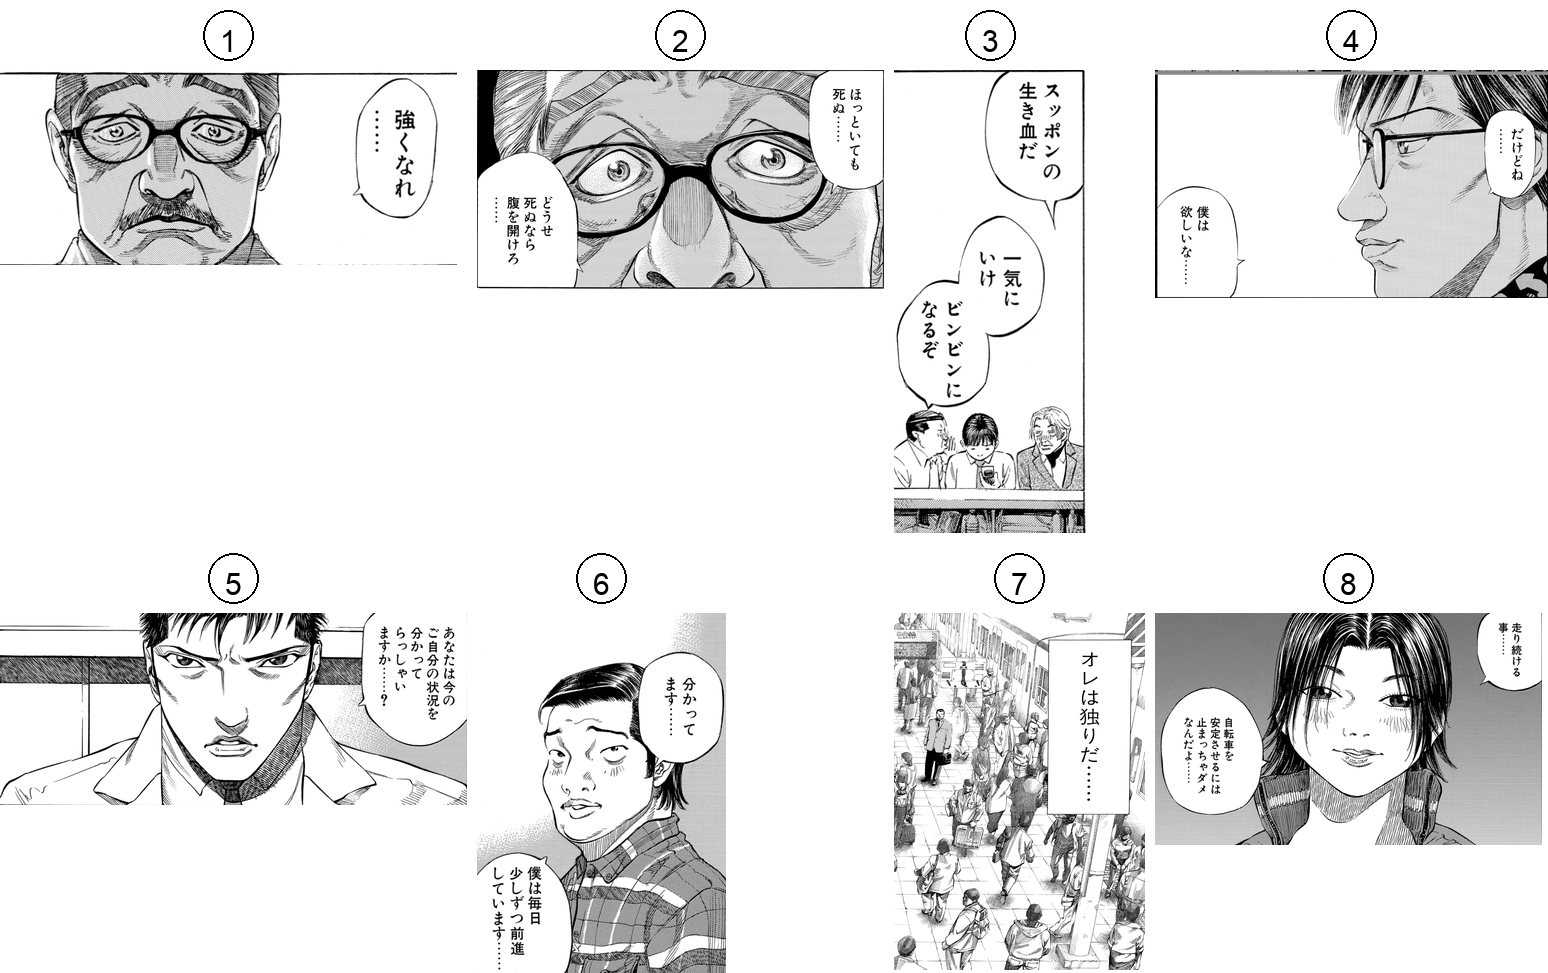 1
強くなれ
……
2
ほっといても
死ぬ……
どうせ
死ぬなら
腹を開けろ
……
3
スッポンの
生き血だ
一気に
いけ
ビンビンに
なるぞ
4
だけどね
……
僕は
欲しいな……
5
あなたは今の
ご自分の状況を
分かって
らっしゃい
ますか……?
6
分かって
ます……
僕は毎日
少しずつ前進
しています……
7
オレは独りだ……
8
走り続ける
事……
自転車を
安定させるには
止まっちゃダメ
なんだよ……